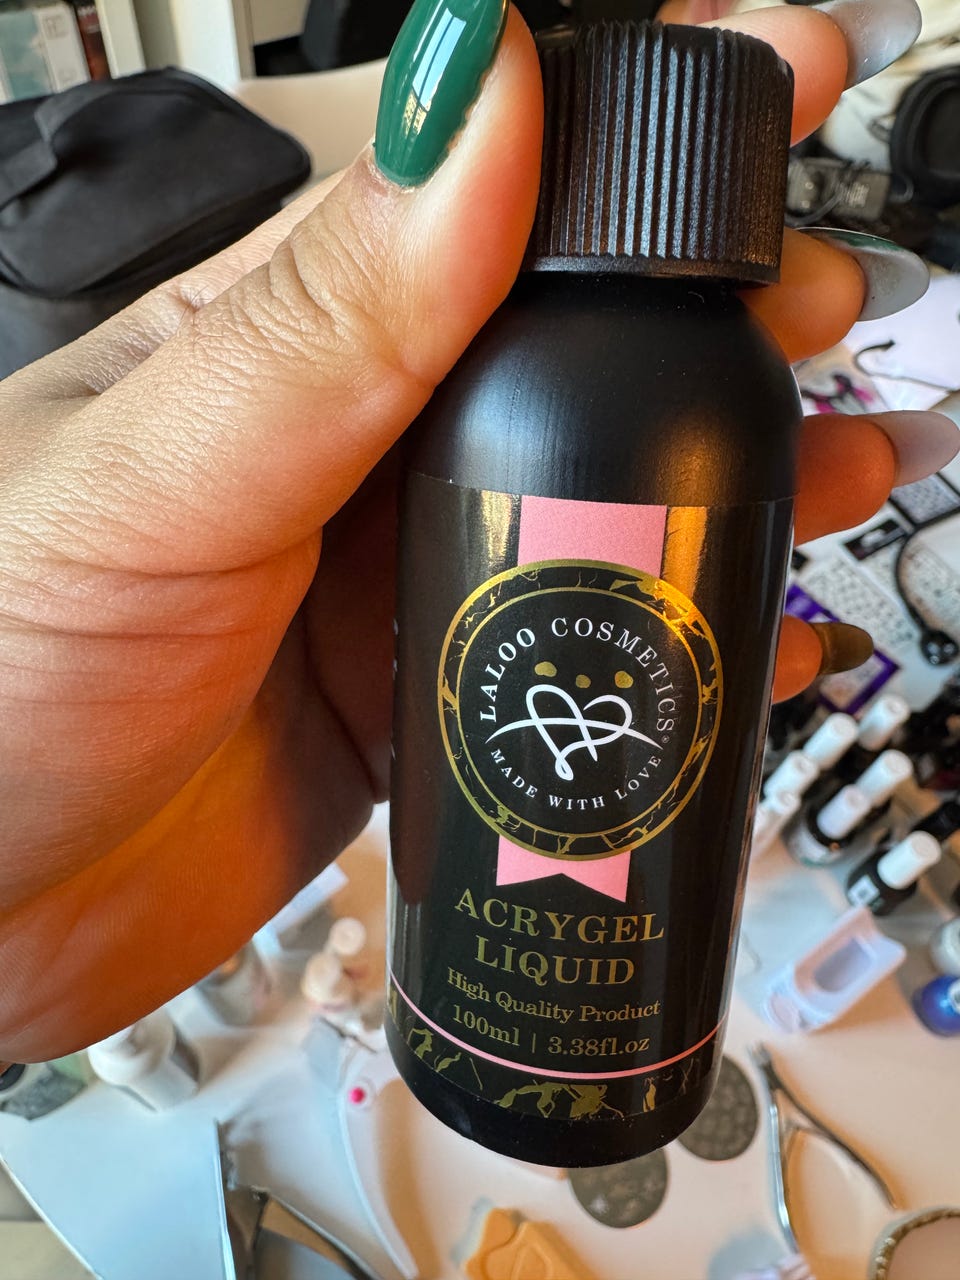 LALOO COSMETICS®
MADE WITH LOVE
ACRYGEL
LIQUID
High Quality Product
100ml | 3.38fl.oz